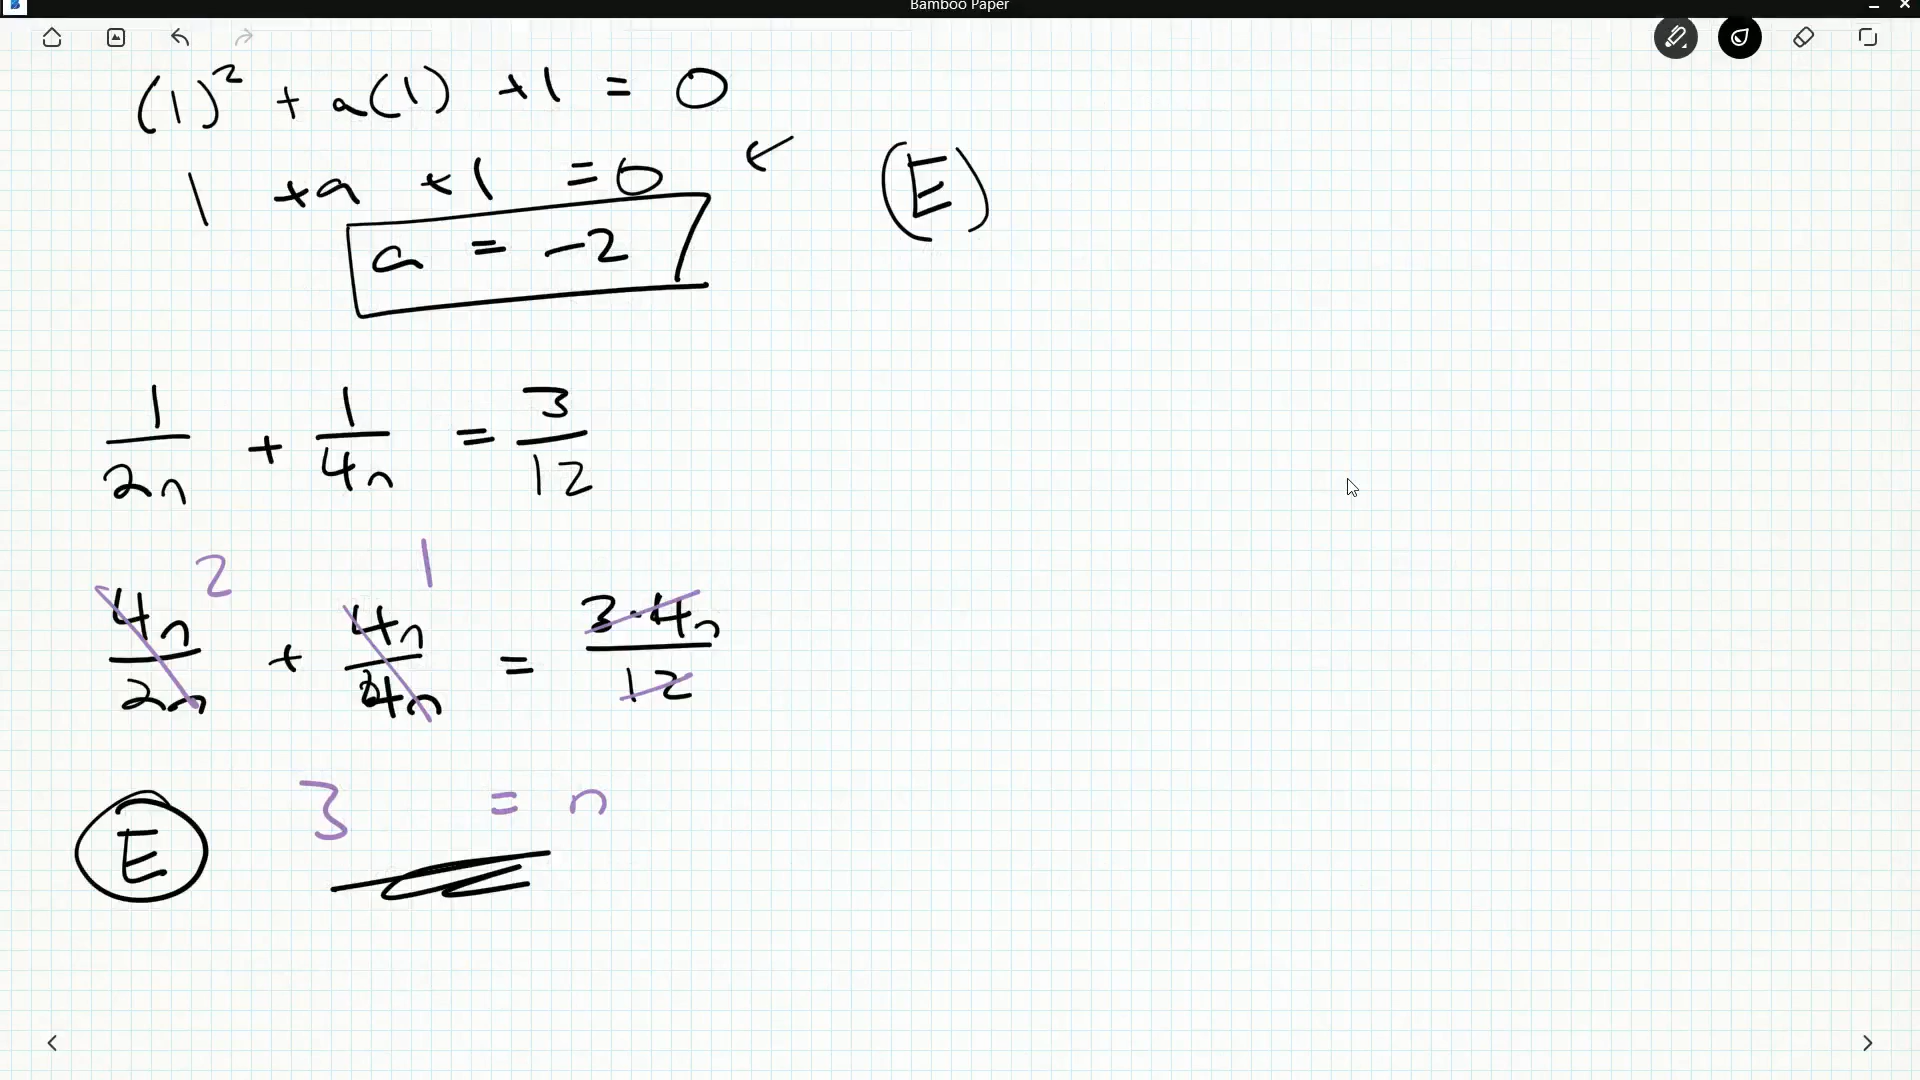 Bamboo Paper
(1)² + a(1) + 1 = 0
1 + a + 1 = 0
(E)
a = -2
1/2n + 1/4n = 3/12
2 1
4n/2n + 4n/4n = 3·4n/12
E 3 = n